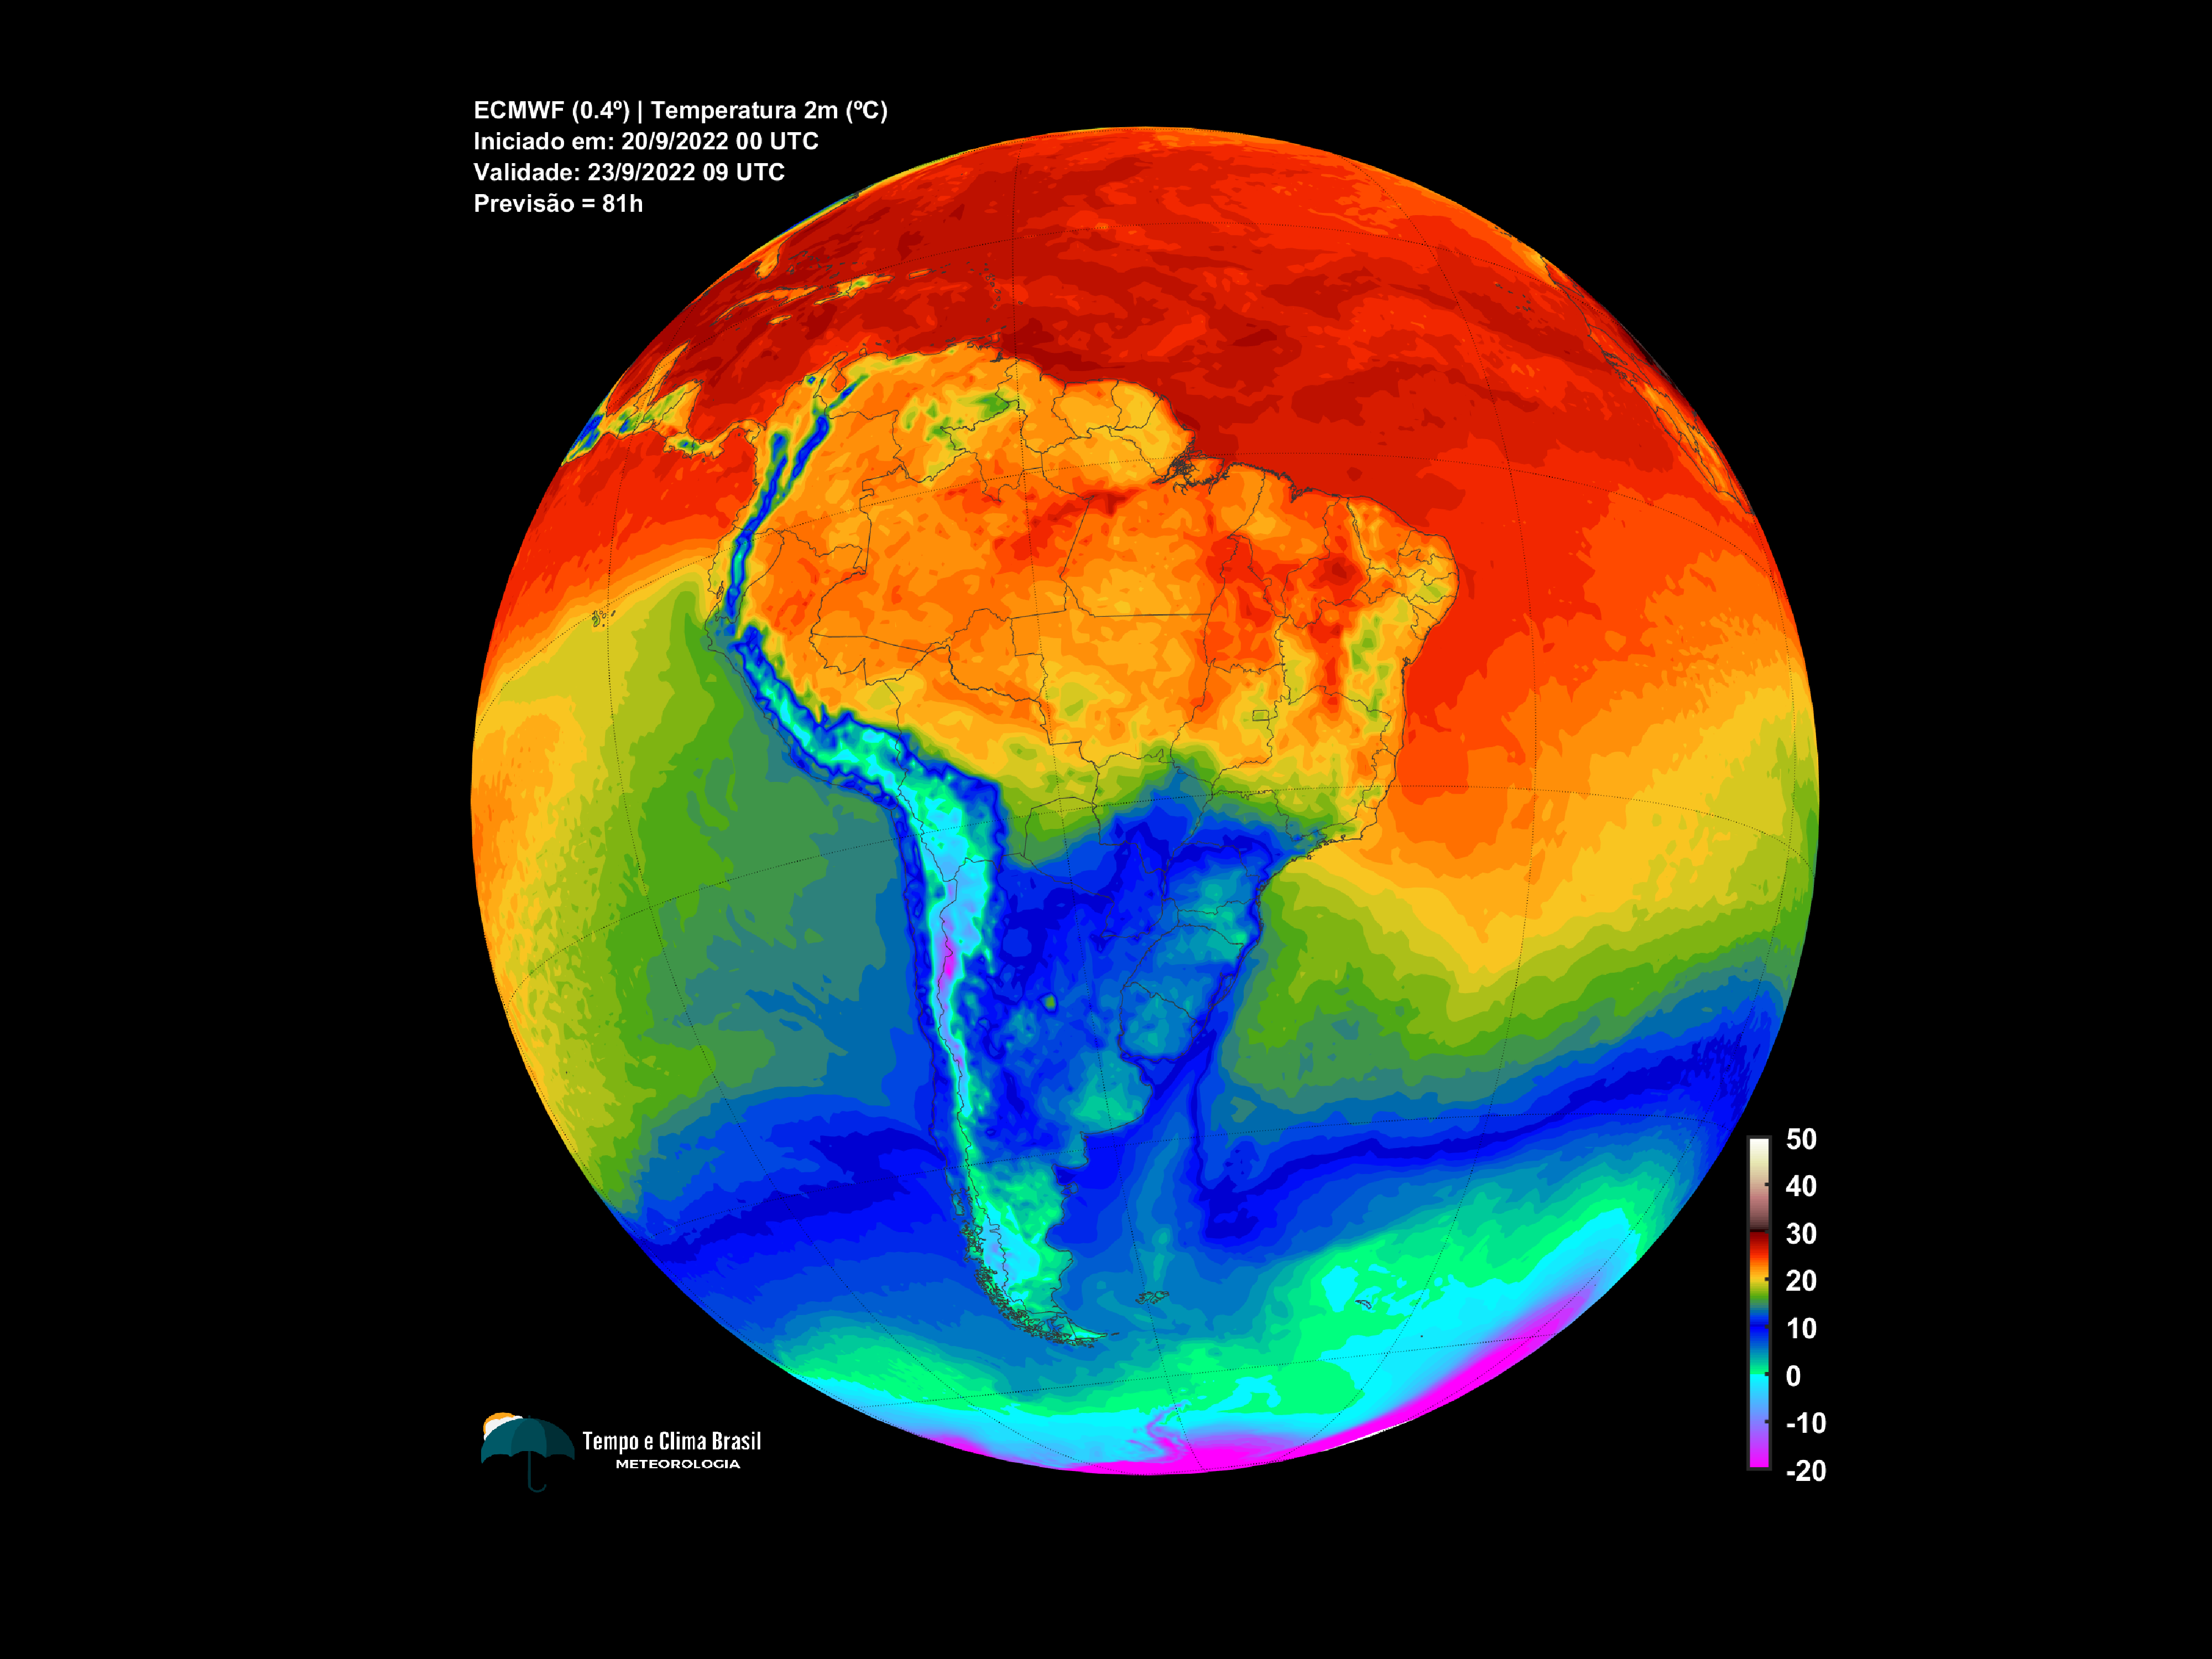 ECMWF (0.4º) | Temperatura 2m (ºC)
Iniciado em: 20/9/2022 00 UTC
Validade: 23/9/2022 09 UTC
Previsão = 81h
50
40
30
20
10
0
-10
-20
Tempo e Clima Brasil
METEOROLOGIA